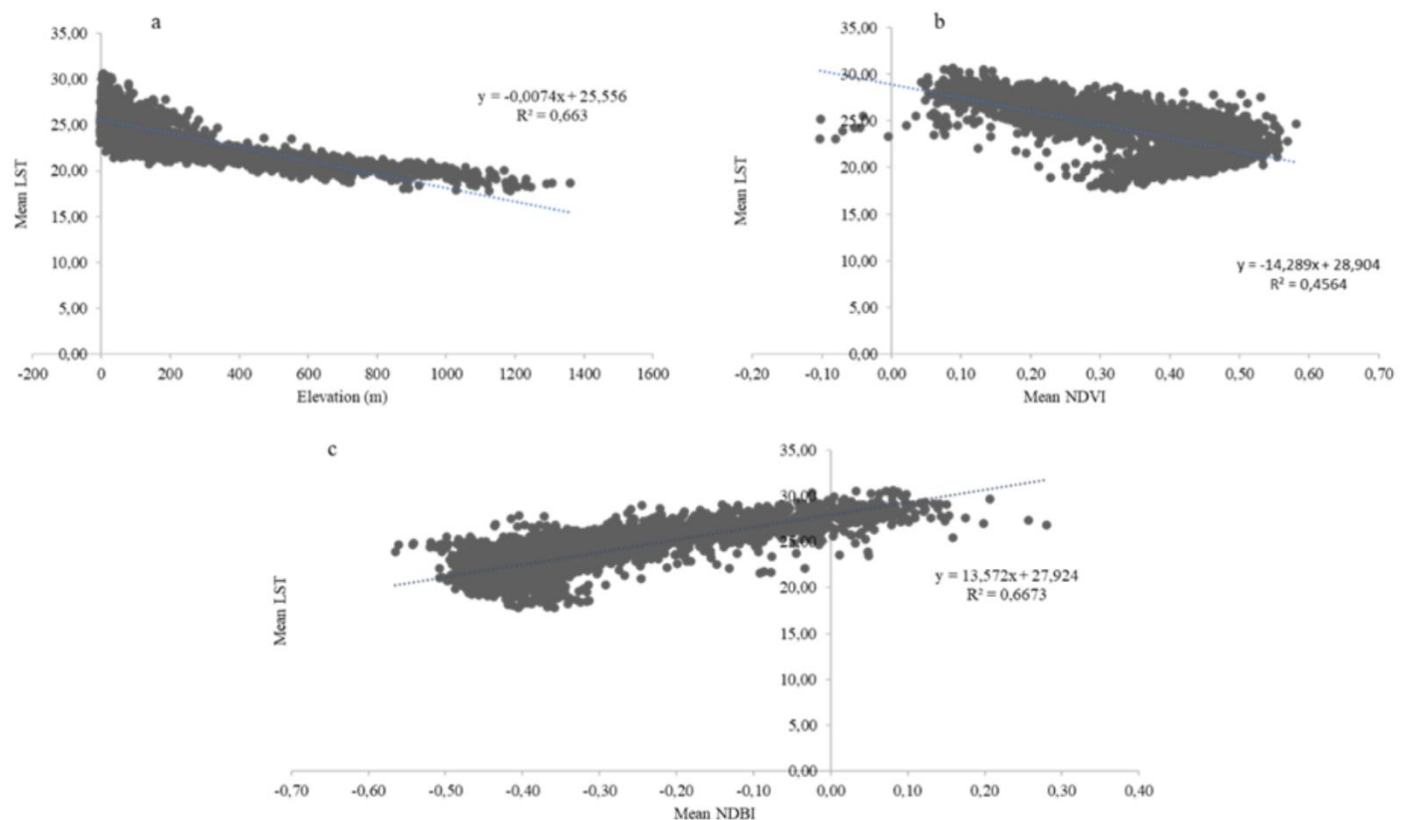 a
35,00
30,00
25,00
20,00
15,00
10,00
5,00
0,00
y = -0,0074x + 25,556
R² = 0,663
Mean LST
-200 0 200 400 600 800 1000 1200 1400 1600
Elevation (m)
b
35,00
30,00
25,00
20,00
15,00
10,00
5,00
0,00
Mean LST
y = -14,289x + 28,904
R² = 0,4564
-0,20 -0,10 0,00 0,10 0,20 0,30 0,40 0,50 0,60 0,70
Mean NDVI
c
35,00
30,00
25,00
20,00
15,00
10,00
5,00
0,00
y = 13,572x + 27,924
R² = 0,6673
Mean LST
-0,70 -0,60 -0,50 -0,40 -0,30 -0,20 -0,10 0,00 0,10 0,20 0,30 0,40
Mean NDBI